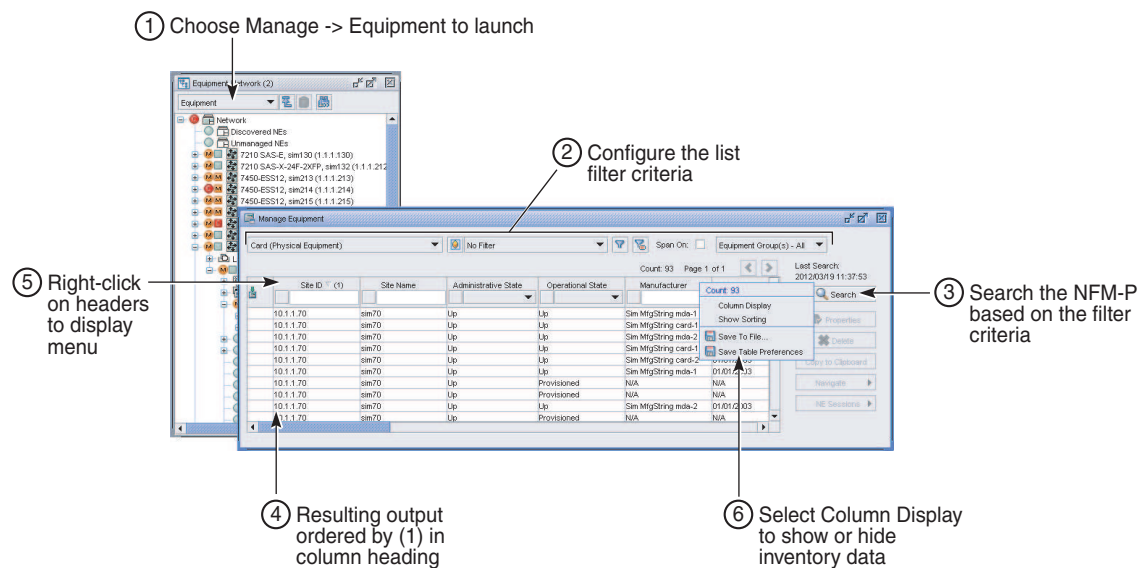 1 Choose Manage -> Equipment to launch
Equipment Network (2)
Equipment
Network
Discovered NEs
Unmanaged NEs
7210 SAS-E, sim130 (1.1.1.130)
7210 SAS-X-24F-2XFP, sim132 (1.1.1.212
7450-ESS12, sim213 (1.1.1.213)
7450-ESS12, sim214 (1.1.1.214)
7450-ESS12, sim215 (1.1.1.215)
2 Configure the list
filter criteria
Manage Equipment
Card (Physical Equipment) No Filter Span On: Equipment Group(s) - All
Count: 93 Page 1 of 1 Last Search:
2012/03/19 11:37:53
Site ID (1) Site Name Administrative State Operational State Manufacturer
Search
10.1.1.70 sim70 Up Up Sim MfgString mda-1
10.1.1.70 sim70 Up Up Sim MfgString card-1
10.1.1.70 sim70 Up Up Sim MfgString mda-2
10.1.1.70 sim70 Up Up Sim MfgString card-1
10.1.1.70 sim70 Up Up Sim MfgString card-2
10.1.1.70 sim70 Up Up Sim MfgString mda-1 01/01/2003
10.1.1.70 sim70 Up Provisioned N/A N/A
10.1.1.70 sim70 Up Provisioned N/A N/A
10.1.1.70 sim70 Up Up Sim MfgString mda-2 01/01/2003
10.1.1.70 sim70 Up Provisioned N/A N/A
Count: 93
Column Display
Show Sorting
Save To File...
Save Table Preferences
Properties
Delete
Copy to Clipboard
Navigate
NE Sessions
5 Right-click
on headers
to display
menu
3 Search the NFM-P
based on the filter
criteria
4 Resulting output
ordered by (1) in
column heading
6 Select Column Display
to show or hide
inventory data